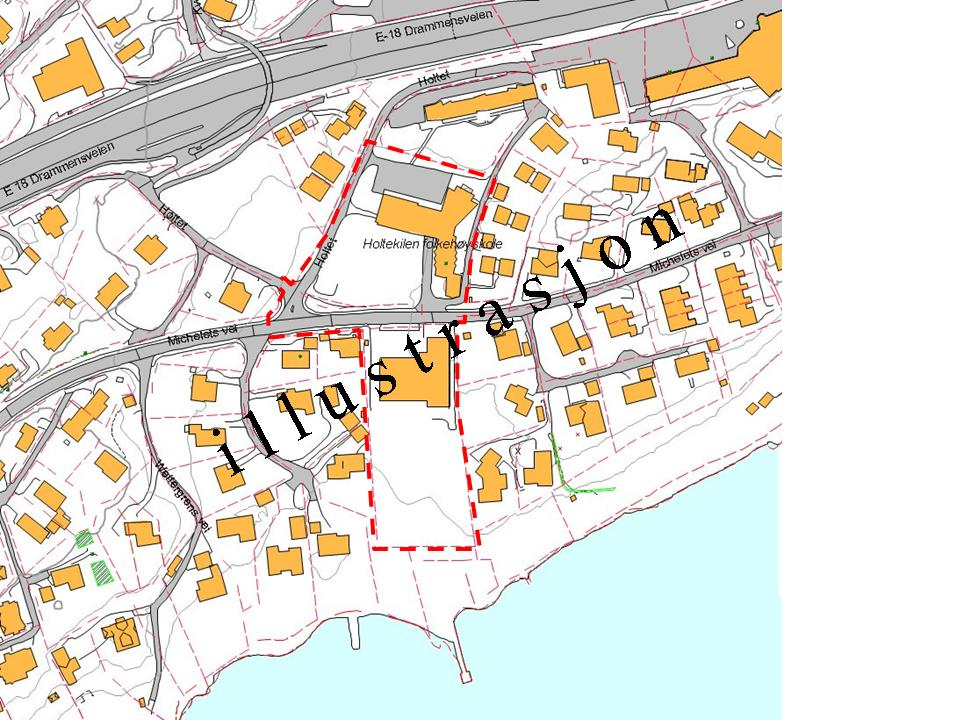 E-18 Drammensveien
Holtet
E 18 Drammensveien
Holtet
Holtet
Holtekilen folkehøyskole
Michelets vei
Michelets vei
illustrasjon
Wettergrens vei